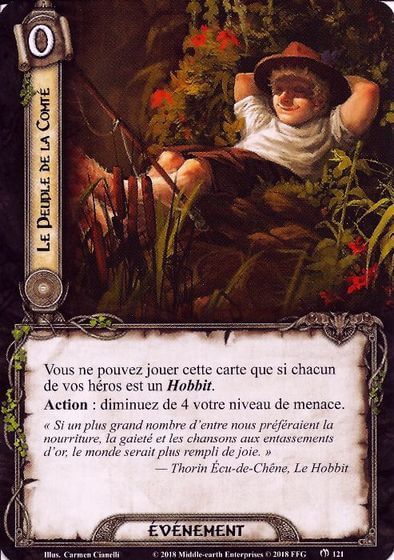 0
Le Peuple de la Comté
Vous ne pouvez jouer cette carte que si chacun
de vos héros est un Hobbit.
Action : diminuez de 4 votre niveau de menace.
« Si un plus grand nombre d'entre nous préféraient la
nourriture, la gaieté et les chansons aux entassements
d'or, le monde serait plus rempli de joie. »
— Thorïn Écu-de-Chêne, Le Hobbit
ÉVÉNEMENT
Illus. Carmen Cianelli © 2018 Middle-earth Enterprises © 2018 FFG 121